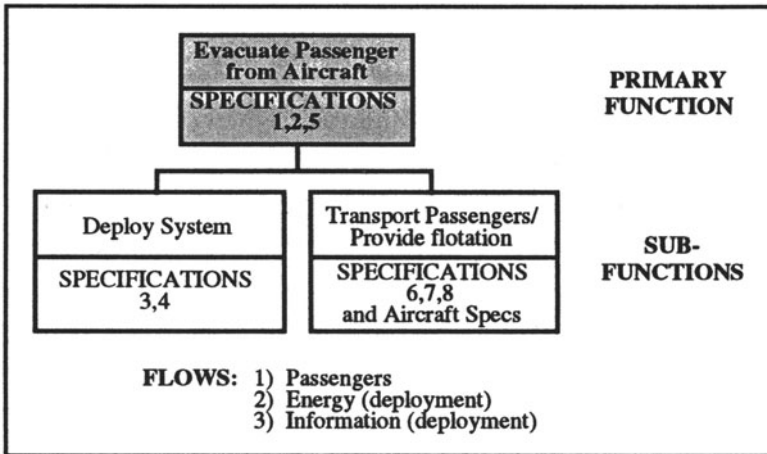 Evacuate Passenger
from Aircraft
SPECIFICATIONS
1,2,5
PRIMARY
FUNCTION
Deploy System
SPECIFICATIONS
3,4
Transport Passengers/
Provide flotation
SPECIFICATIONS
6,7,8
and Aircraft Specs
SUB-
FUNCTIONS
FLOWS: 1) Passengers
2) Energy (deployment)
3) Information (deployment)